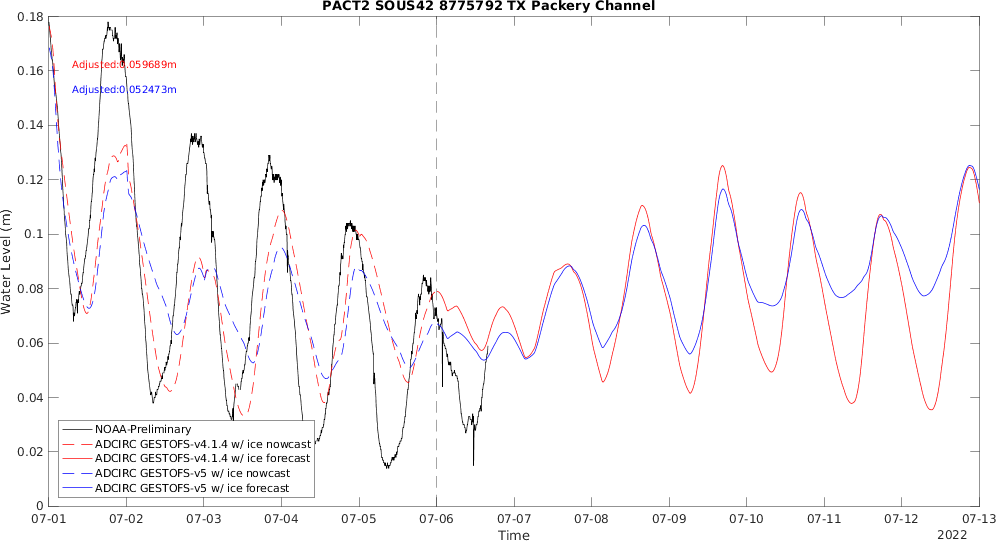 PACT2 SOUS42 8775792 TX Packery Channel
0.18
0.16
0.14
0.12
0.1
0.08
0.06
0.04
0.02
0
Water Level (m)
Adjusted:0.059689m
Adjusted:0.052473m
NOAA-Preliminary
ADCIRC GESTOFS-v4.1.4 w/ ice nowcast
ADCIRC GESTOFS-v4.1.4 w/ ice forecast
ADCIRC GESTOFS-v5 w/ ice nowcast
ADCIRC GESTOFS-v5 w/ ice forecast
07-01 07-02 07-03 07-04 07-05 07-06 07-07 07-08 07-09 07-10 07-11 07-12 07-13
Time
2022